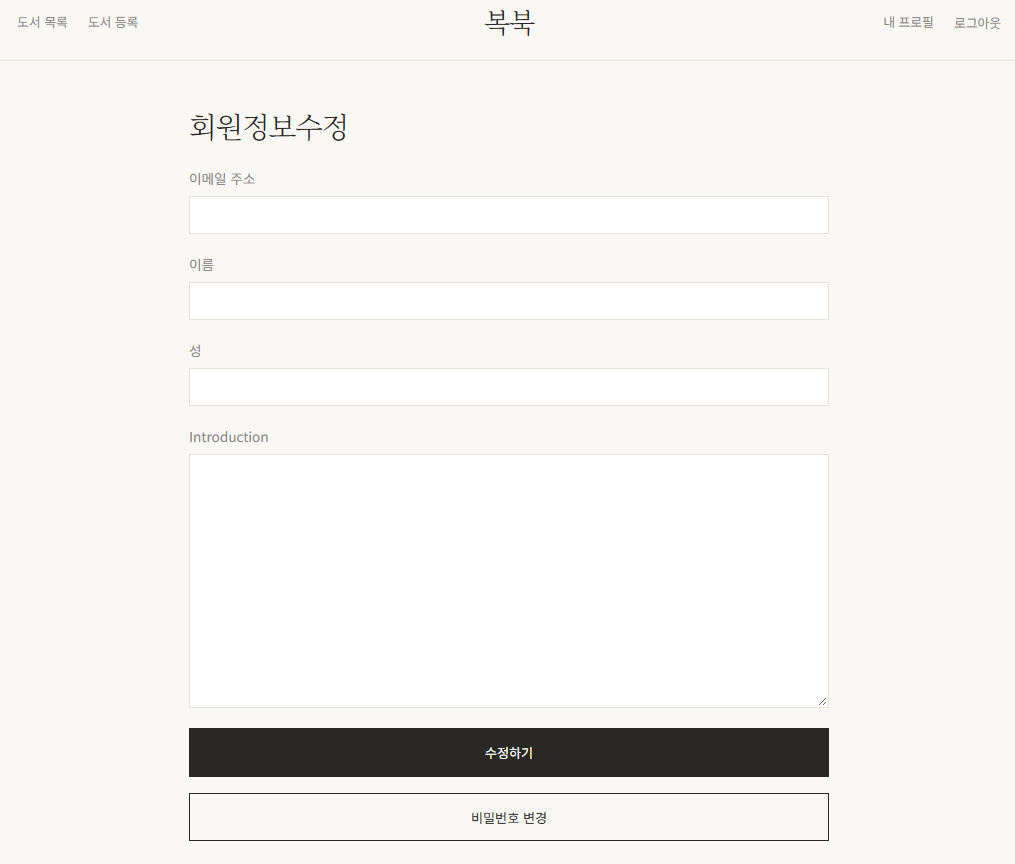 도서 목록 도서 등록 복북 내 프로필 로그아웃
회원정보수정
이메일 주소
이름
성
Introduction
수정하기
비밀번호 변경